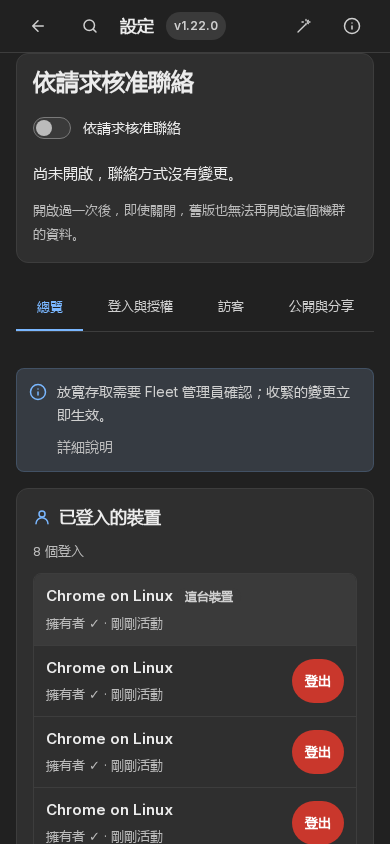 設定
v1.22.0
依請求核准聯絡
依請求核准聯絡
尚未開啟，聯絡方式沒有變更。
開啟過一次後，即使關閉，舊版也無法再開啟這個機群
的資料。
總覽
登入與授權
訪客
公開與分享
放寬存取需要 Fleet 管理員確認；收緊的變更立
即生效。
詳細說明
已登入的裝置
8 個登入
Chrome on Linux 這台裝置
擁有者 ✓ · 剛剛活動
Chrome on Linux
擁有者 ✓ · 剛剛活動
登出
Chrome on Linux
擁有者 ✓ · 剛剛活動
登出
Chrome on Linux
擁有者 ✓ · 剛剛活動
登出